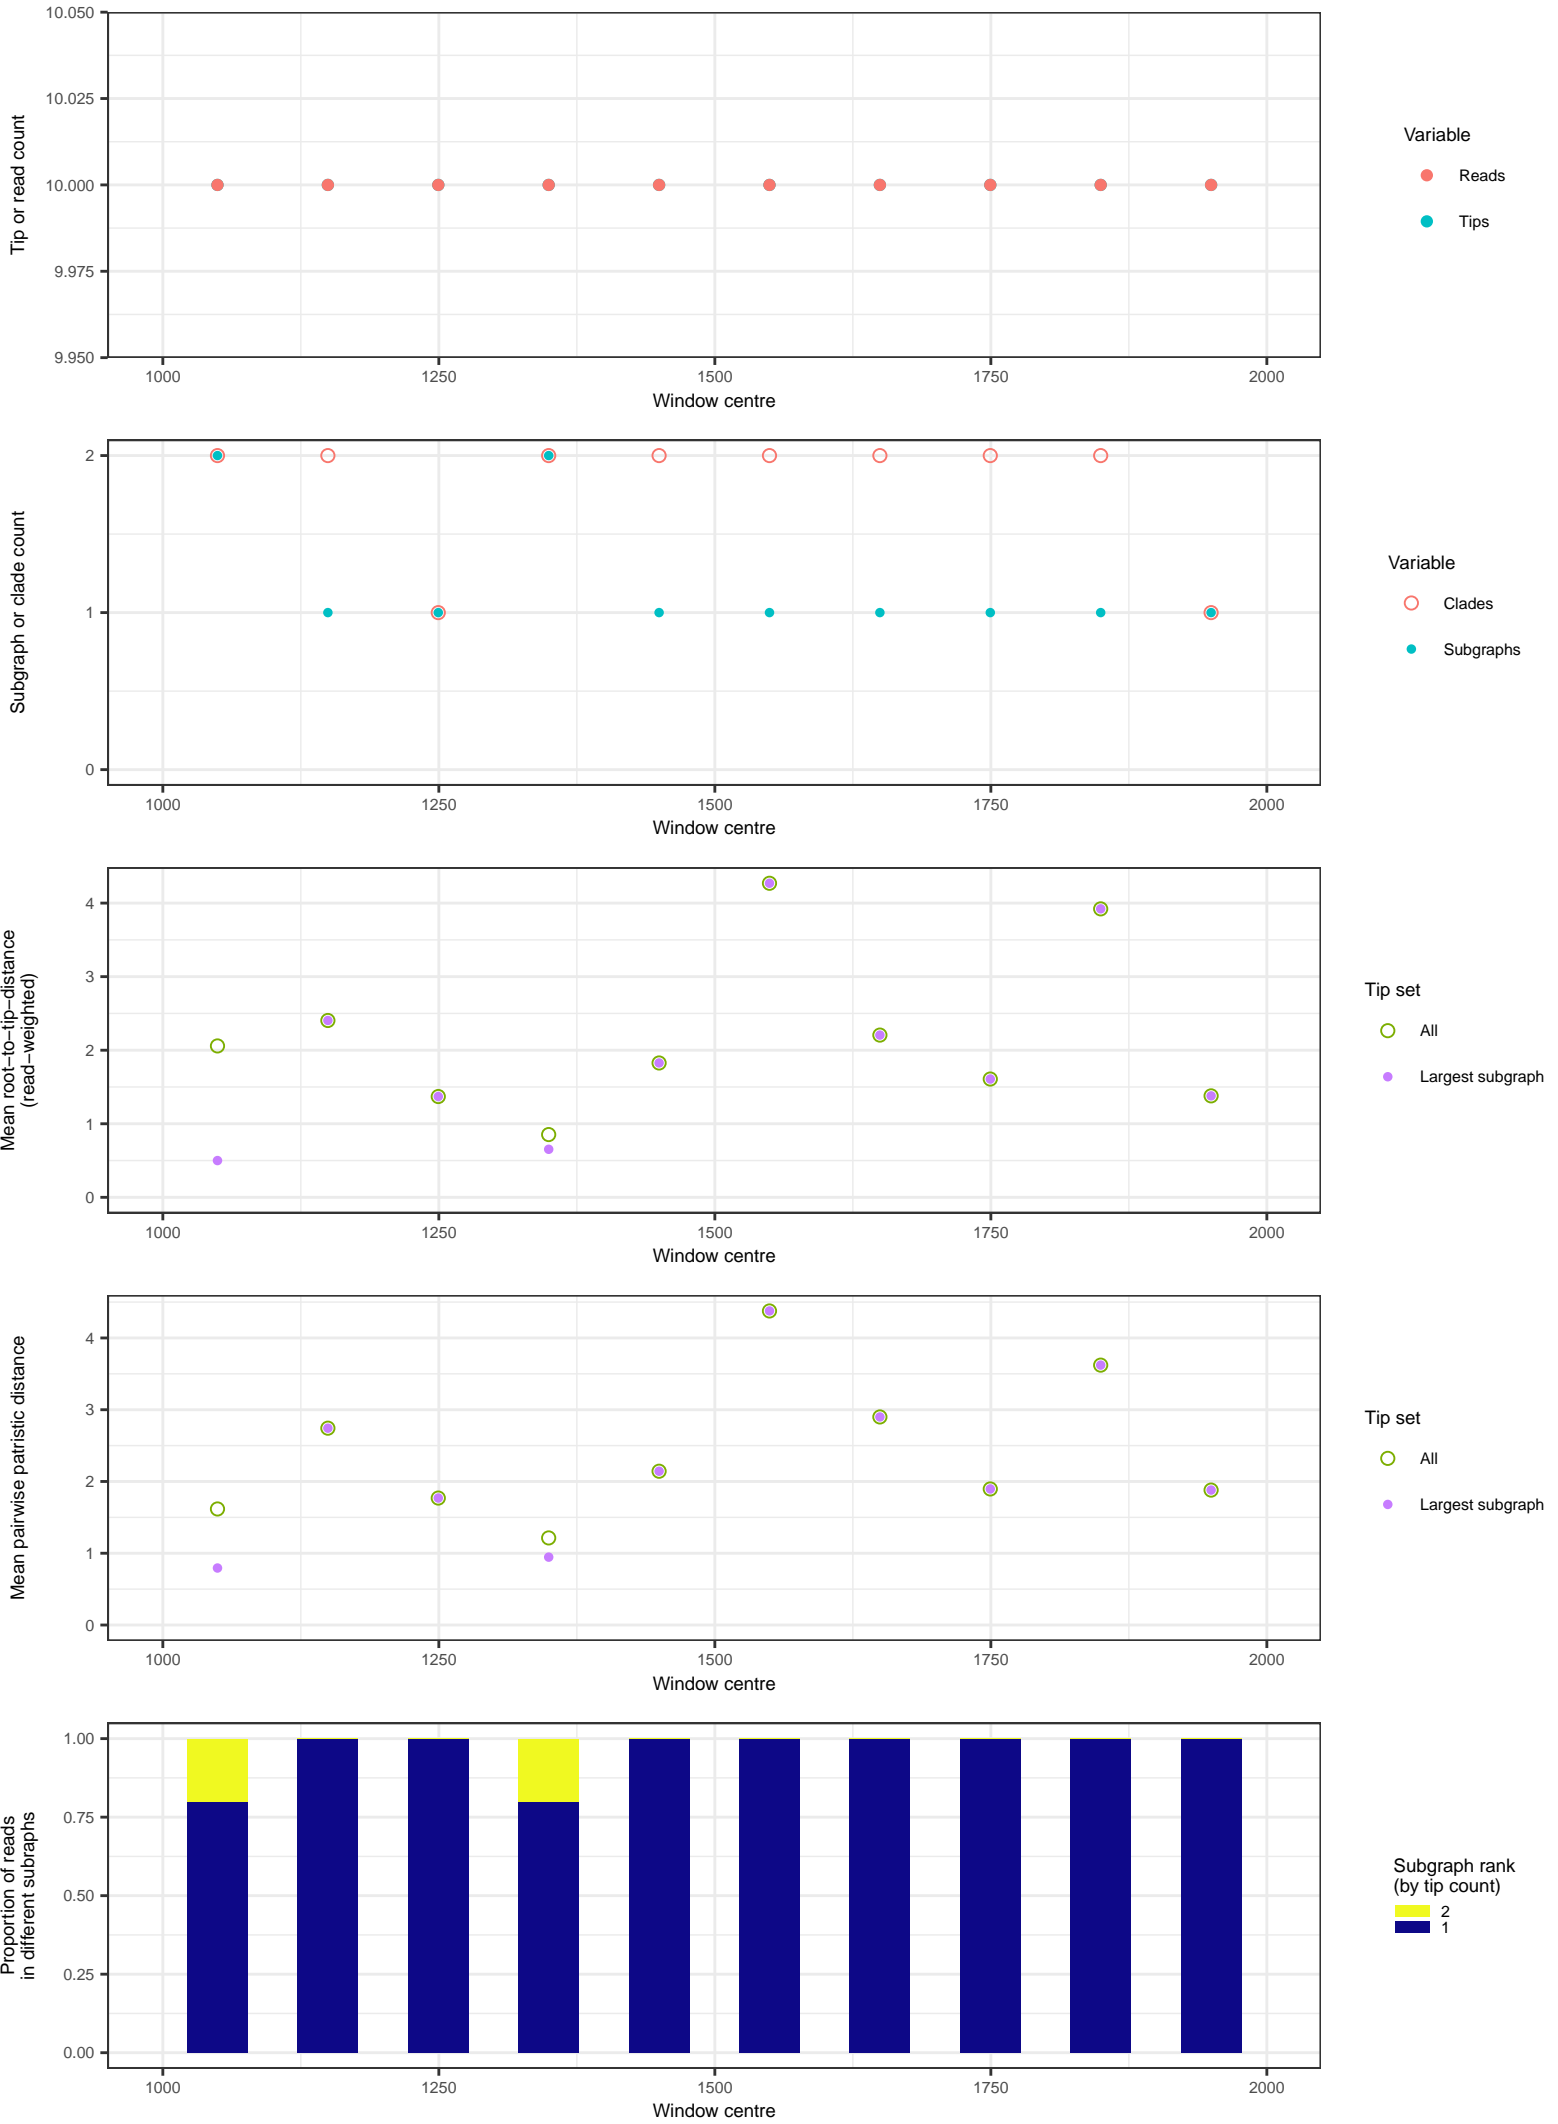 10.050
10.025
10.000
9.975
9.950
Tip or read count
1000 1250 1500 1750 2000
Window centre
Variable
Reads
Tips
2
1
0
Subgraph or clade count
1000 1250 1500 1750 2000
Window centre
Variable
Clades
Subgraphs
4
3
2
1
0
Mean root−to−tip−distance
(read−weighted)
1000 1250 1500 1750 2000
Window centre
Tip set
All
Largest subgraph
4
3
2
1
0
Mean pairwise patristic distance
1000 1250 1500 1750 2000
Window centre
Tip set
All
Largest subgraph
1.00
0.75
0.50
0.25
0.00
Proportion of reads
in different subraphs
1000 1250 1500 1750 2000
Window centre
Subgraph rank
(by tip count)
2
1